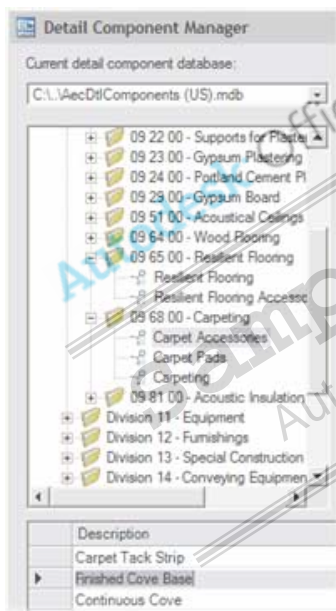 Detail Component Manager
Current detail component database:
C:\..\AecDtlComponents (US).mdb
09 22 00 - Supports for Plaster
09 23 00 - Gypsum Plastering
09 24 00 - Portland Cement Pl
09 29 00 - Gypsum Board
09 51 00 - Acoustical Ceilings
09 64 00 - Wood Flooring
09 65 00 - Resilient Flooring
Resilient Flooring
Resilient Flooring Accesso
09 68 00 - Carpeting
Carpet Accessories
Carpet Pads
Carpeting
09 81 00 - Acoustic Insulation
Division 11 - Equipment
Division 12 - Furnishings
Division 13 - Special Construction
Division 14 - Conveying Equipmen
Description
Carpet Tack Strip
Finished Cove Base
Continuous Cove
Autodesk Offi
Samp
Au